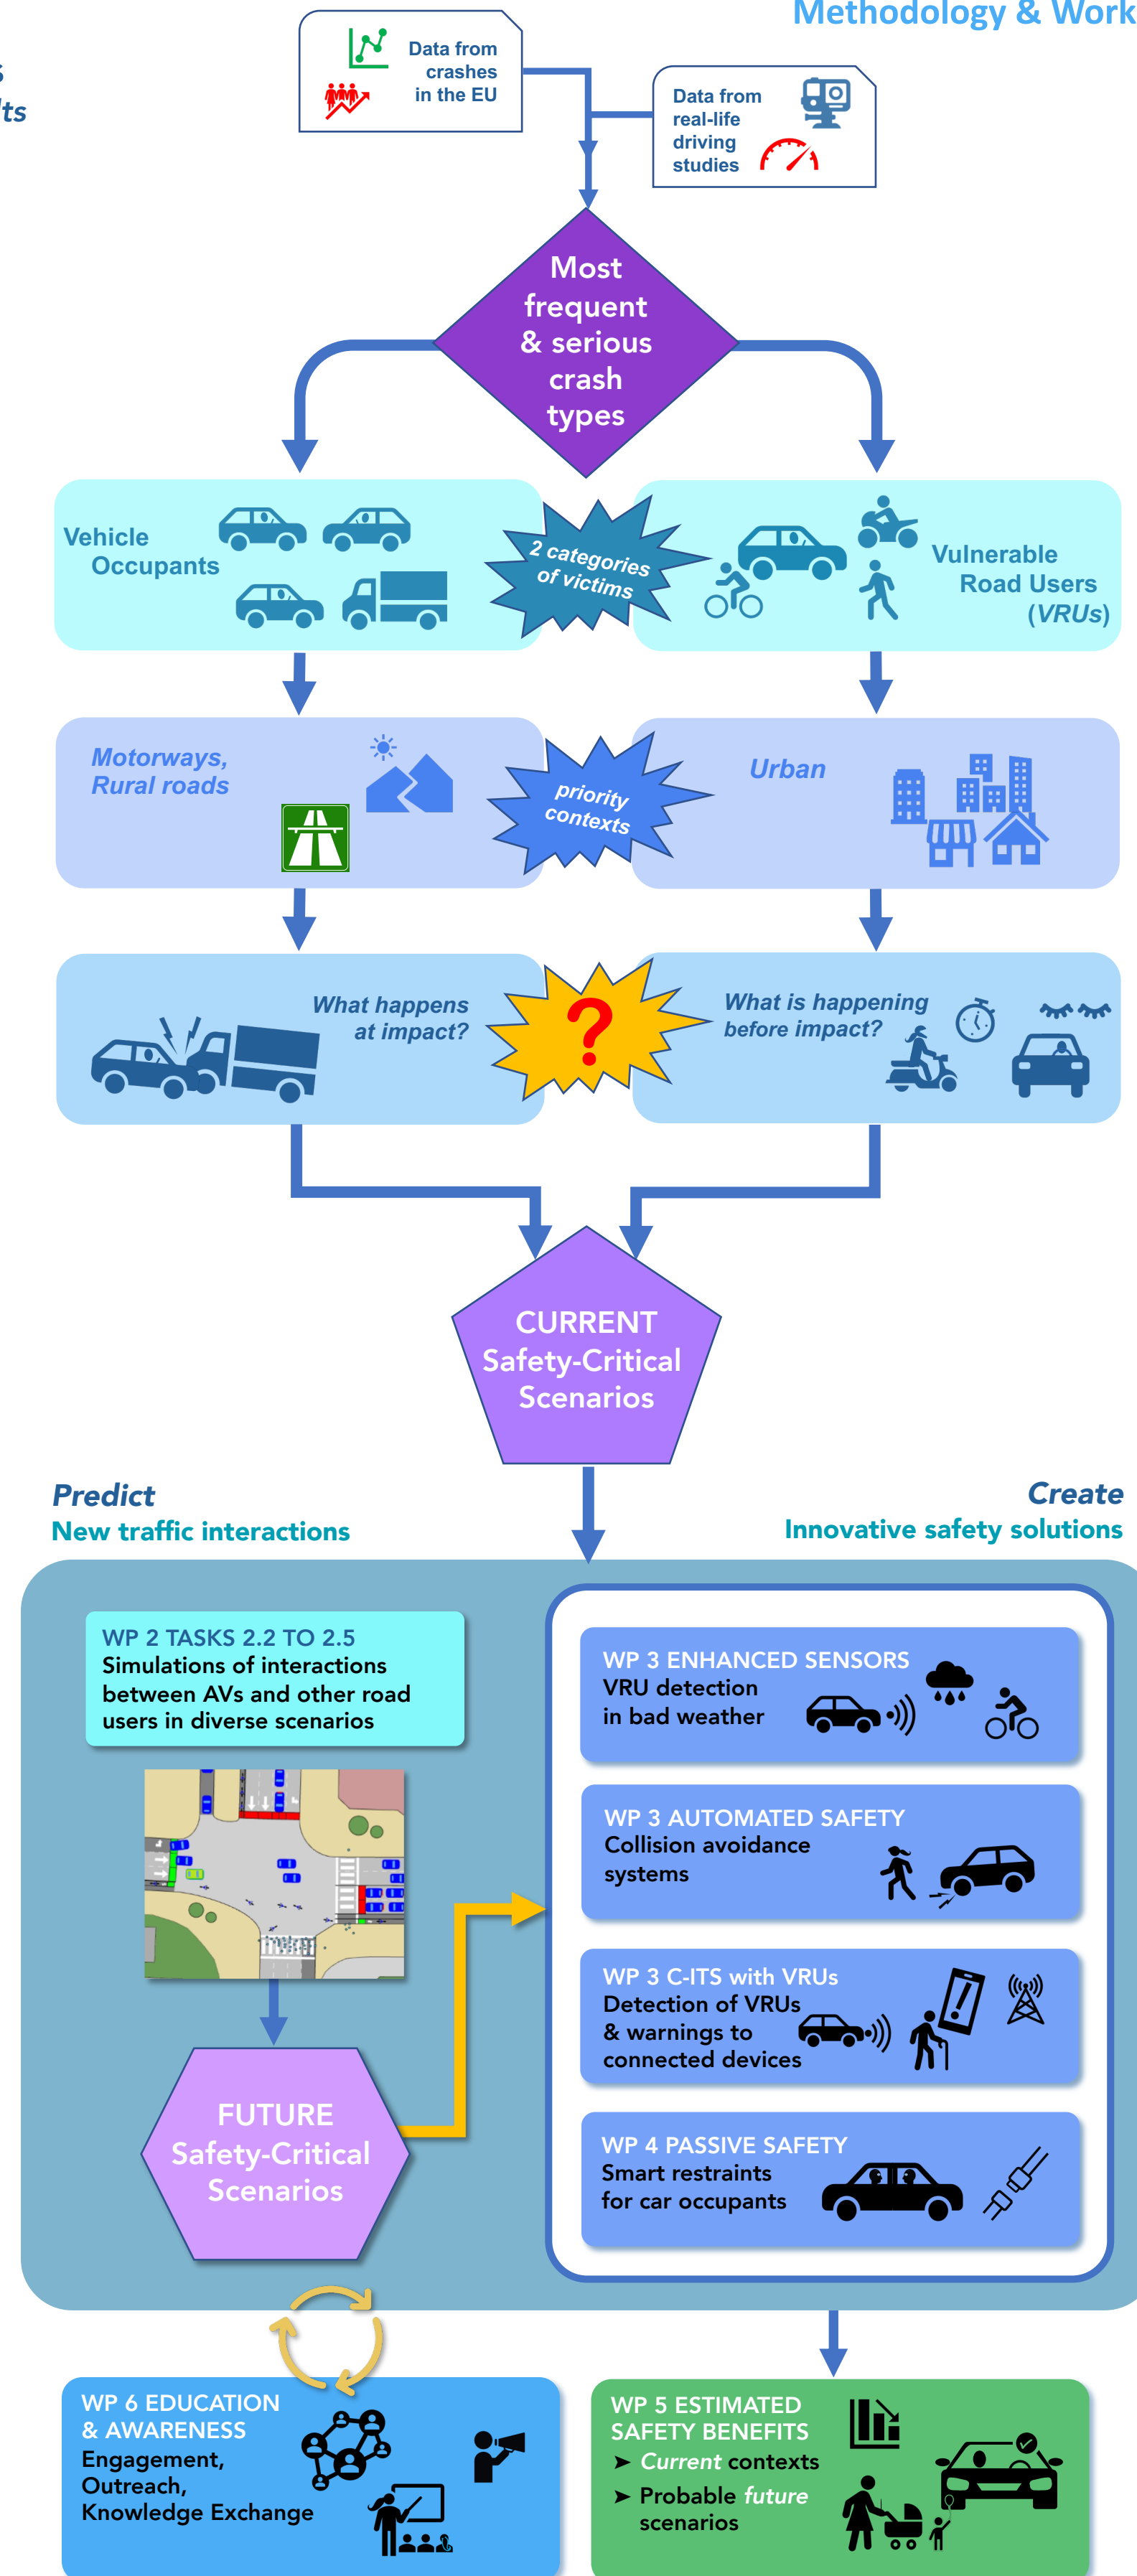 Methodology & Work
s
lts
Data from
crashes
in the EU
Data from
real-life
driving
studies
Most
frequent
& serious
crash
types
Vehicle
Occupants
2 categories
of victims
Vulnerable
Road Users
(VRUs)
Motorways,
Rural roads
priority
contexts
Urban
What happens
at impact?
?
What is happening
before impact?
CURRENT
Safety-Critical
Scenarios
Predict
New traffic interactions
Create
Innovative safety solutions
WP 2 TASKS 2.2 TO 2.5
Simulations of interactions
between AVs and other road
users in diverse scenarios
FUTURE
Safety-Critical
Scenarios
WP 3 ENHANCED SENSORS
VRU detection
in bad weather
WP 3 AUTOMATED SAFETY
Collision avoidance
systems
WP 3 C-ITS with VRUs
Detection of VRUs
& warnings to
connected devices
!
WP 4 PASSIVE SAFETY
Smart restraints
for car occupants
WP 6 EDUCATION
& AWARENESS
Engagement,
Outreach,
Knowledge Exchange
WP 5 ESTIMATED
SAFETY BENEFITS
➤ Current contexts
➤ Probable future
scenarios